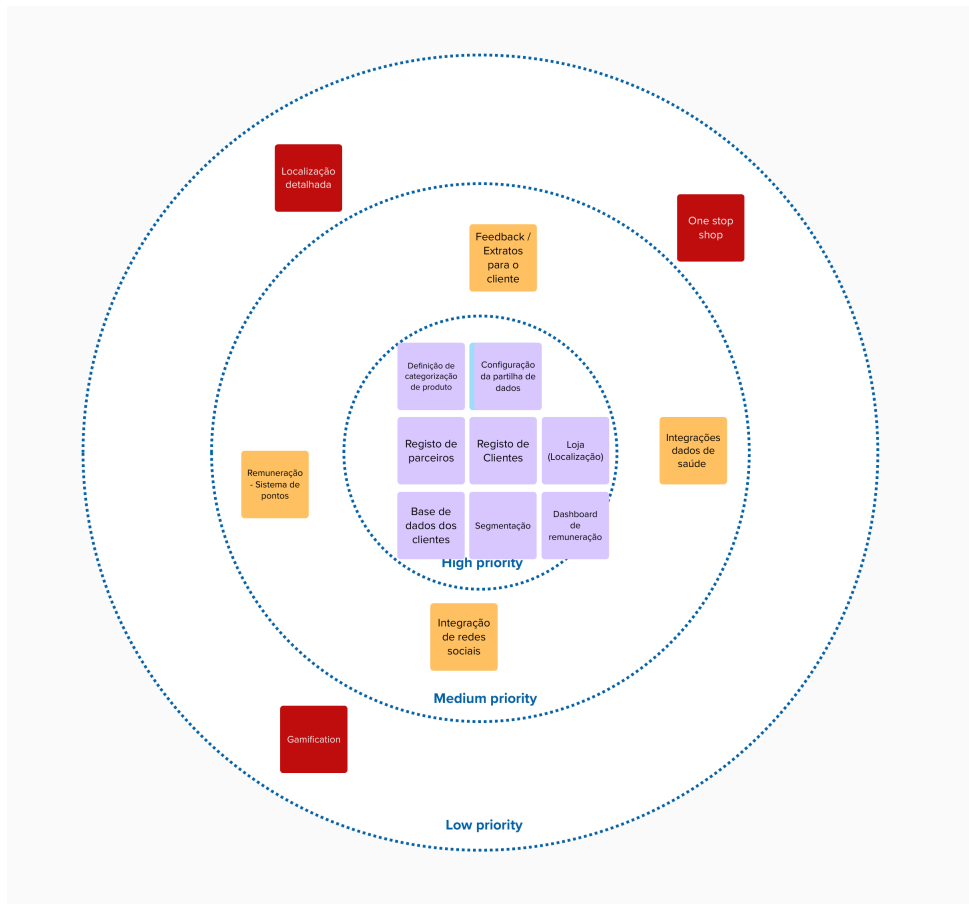 Localização
detalhada
One stop
shop
Feedback /
Extratos
para o
cliente
Definição de
categorização
de produto
Configuração
da partilha de
dados
Registo de
parceiros
Registo de
Clientes
Loja
(Localização)
Integrações
dados de
saúde
Remuneração
- Sistema de
pontos
Base de
dados dos
clientes
Segmentação
Dashboard
de
remuneração
High priority
Integração
de redes
sociais
Medium priority
Gamification
Low priority